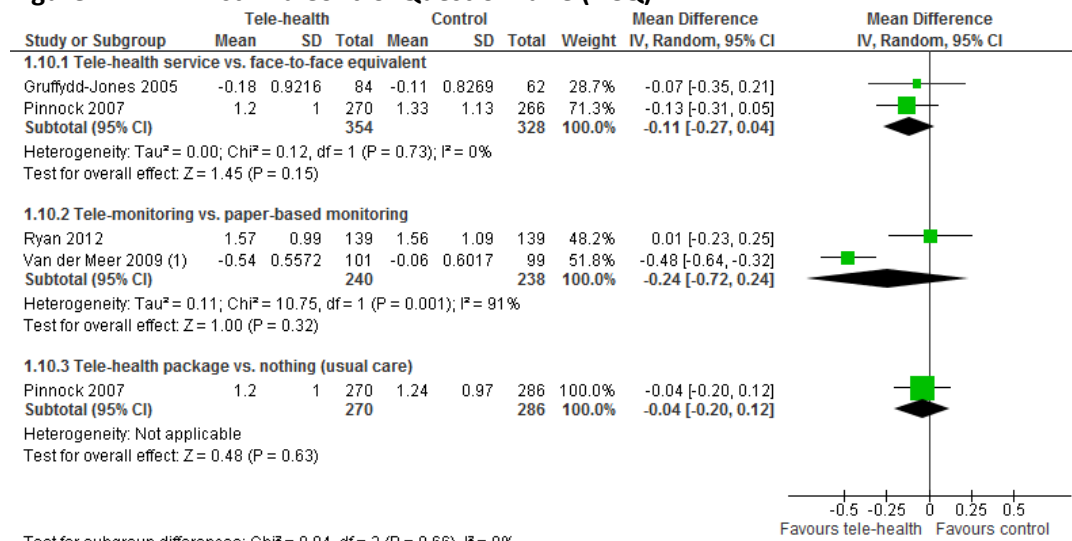 Tele-health Control Mean Difference Mean Difference
Study or Subgroup Mean SD Total Mean SD Total Weight IV, Random, 95% CI IV, Random, 95% CI
1.10.1 Tele-health service vs. face-to-face equivalent
Gruffydd-Jones 2005 -0.18 0.9216 84 -0.11 0.8269 62 28.7% -0.07 [-0.35, 0.21]
Pinnock 2007 1.2 1 270 1.33 1.13 266 71.3% -0.13 [-0.31, 0.05]
Subtotal (95% CI) 354 328 100.0% -0.11 [-0.27, 0.04]
Heterogeneity: Tau² = 0.00; Chi² = 0.12, df = 1 (P = 0.73); I² = 0%
Test for overall effect: Z = 1.45 (P = 0.15)
1.10.2 Tele-monitoring vs. paper-based monitoring
Ryan 2012 1.57 0.99 139 1.56 1.09 139 48.2% 0.01 [-0.23, 0.25]
Van der Meer 2009 (1) -0.54 0.5572 101 -0.06 0.6017 99 51.8% -0.48 [-0.64, -0.32]
Subtotal (95% CI) 240 238 100.0% -0.24 [-0.72, 0.24]
Heterogeneity: Tau² = 0.11; Chi² = 10.75, df = 1 (P = 0.001); I² = 91%
Test for overall effect: Z = 1.00 (P = 0.32)
1.10.3 Tele-health package vs. nothing (usual care)
Pinnock 2007 1.2 1 270 1.24 0.97 286 100.0% -0.04 [-0.20, 0.12]
Subtotal (95% CI) 270 286 100.0% -0.04 [-0.20, 0.12]
Heterogeneity: Not applicable
Test for overall effect: Z = 0.48 (P = 0.63)
-0.5 -0.25 0 0.25 0.5
Favours tele-health Favours control